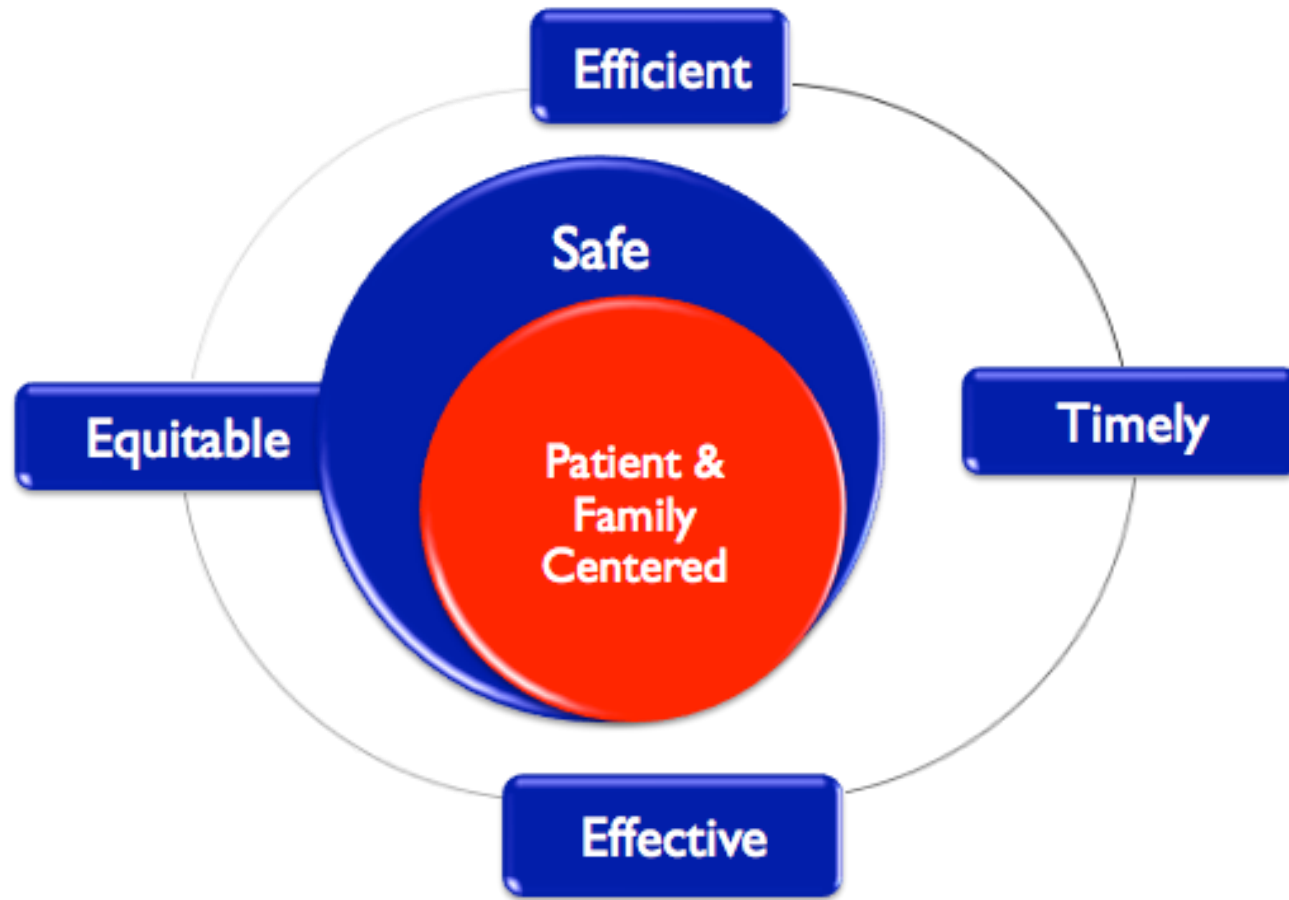 Efficient
Safe
Equitable
Patient &
Family
Centered
Timely
Effective